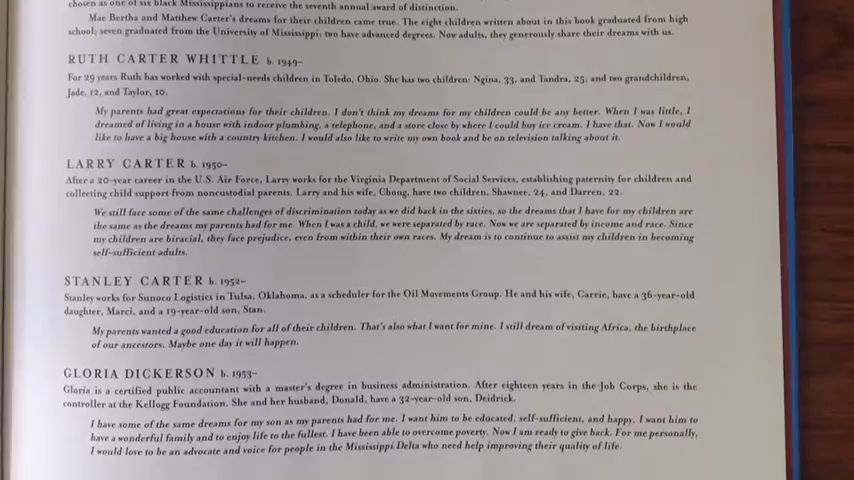 chosen as one of six black Mississippians to receive the seventh annual award of distinction.
Mae Bertha and Matthew Carter's dreams for their children came true. The eight children written about in this book graduated from high
school; seven graduated from the University of Mississippi; two have advanced degrees. Now adults, they generously share their dreams with us.
RUTH CARTER WHITTLE b. 1949–
For 29 years Ruth has worked with special-needs children in Toledo, Ohio. She has two children: Ngina, 33, and Tandra, 25; and two grandchildren,
Jade, 12, and Taylor, 10.
My parents had great expectations for their children. I don't think my dreams for my children could be any better. When I was little, I
dreamed of living in a house with indoor plumbing, a telephone, and a store close by where I could buy ice cream. I have that. Now I would
like to have a big house with a country kitchen. I would also like to write my own book and be on television talking about it.
LARRY CARTER b. 1950–
After a 20-year career in the U.S. Air Force, Larry works for the Virginia Department of Social Services, establishing paternity for children and
collecting child support from noncustodial parents. Larry and his wife, Chong, have two children, Shawnee, 24, and Darren, 22.
We still face some of the same challenges of discrimination today as we did back in the sixties, so the dreams that I have for my children are
the same as the dreams my parents had for me. When I was a child, we were separated by race. Now we are separated by income and race. Since
my children are biracial, they face prejudice, even from within their own races. My dream is to continue to assist my children in becoming
self-sufficient adults.
STANLEY CARTER b. 1952–
Stanley works for Sunoco Logistics in Tulsa, Oklahoma, as a scheduler for the Oil Movements Group. He and his wife, Carrie, have a 36-year-old
daughter, Marci, and a 19-year-old son, Stan.
My parents wanted a good education for all of their children. That's also what I want for mine. I still dream of visiting Africa, the birthplace
of our ancestors. Maybe one day it will happen.
GLORIA DICKERSON b. 1953–
Gloria is a certified public accountant with a master's degree in business administration. After eighteen years in the Job Corps, she is the
controller at the Kellogg Foundation. She and her husband, Donald, have a 32-year-old son, Deidrick.
I have some of the same dreams for my son as my parents had for me. I want him to be educated, self-sufficient, and happy. I want him to
have a wonderful family and to enjoy life to the fullest. I have been able to overcome poverty. Now I am ready to give back. For me personally,
I would love to be an advocate and voice for people in the Mississippi Delta who need help improving their quality of life.